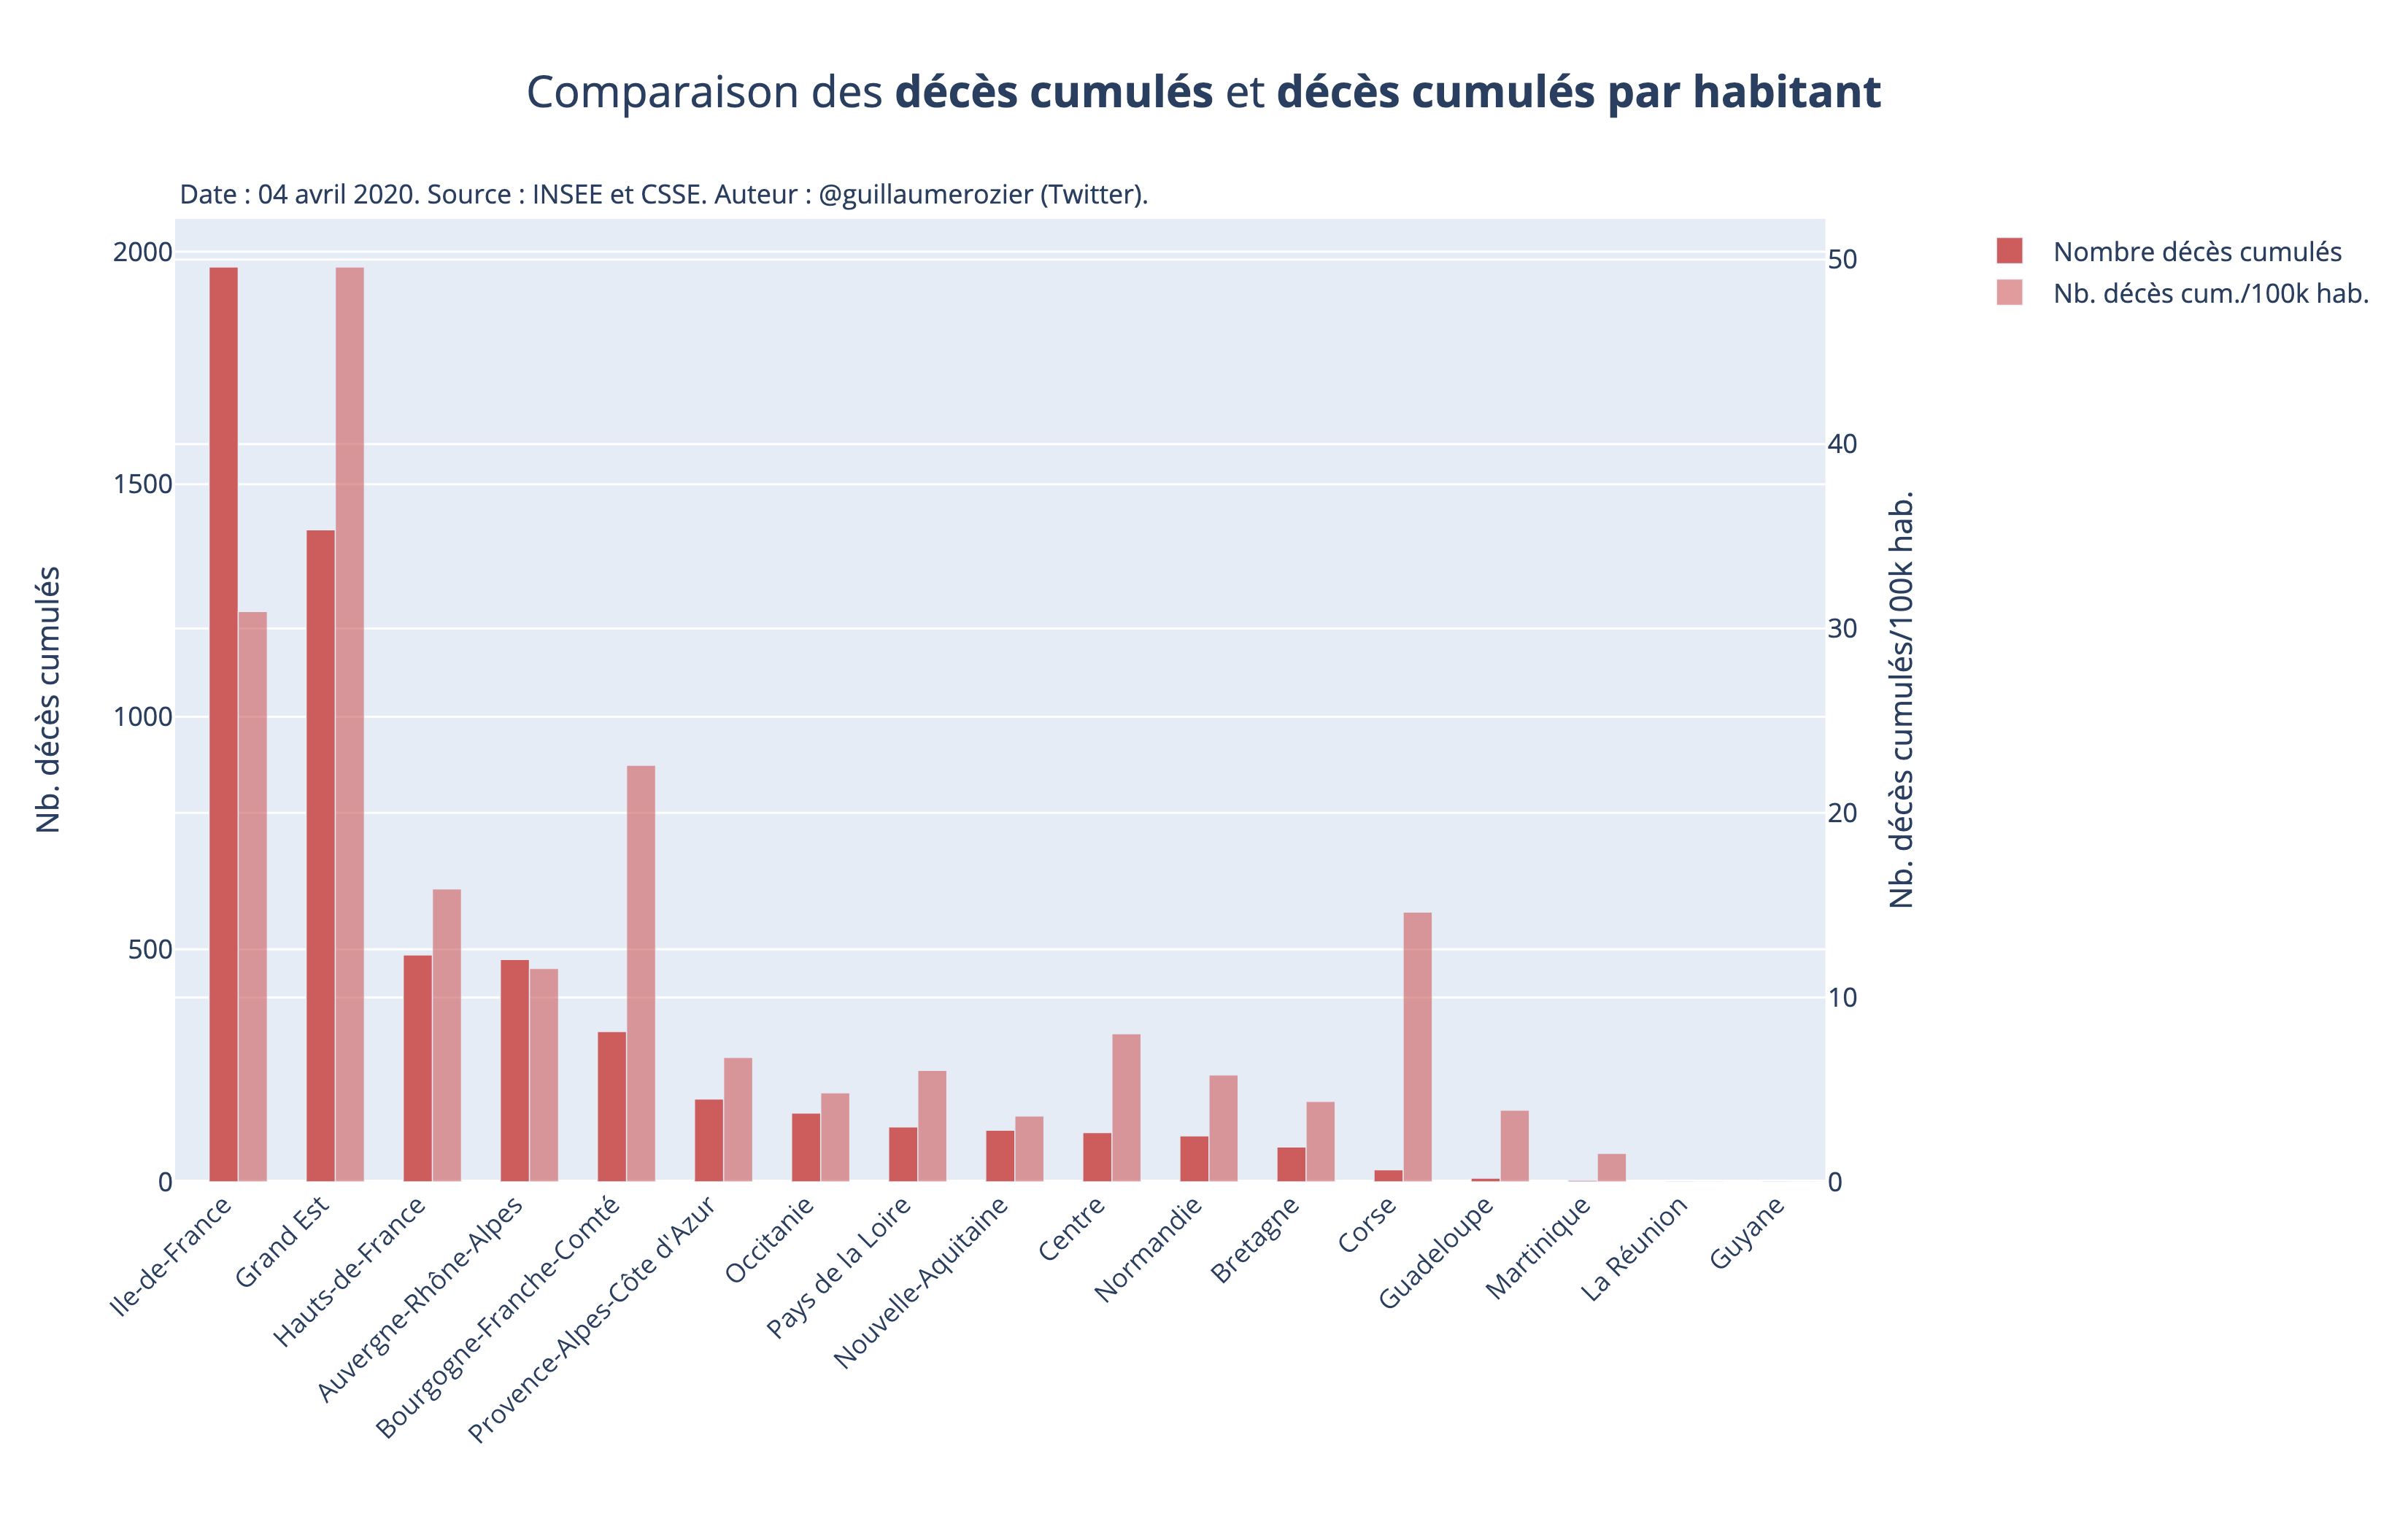 Comparaison des décès cumulés et décès cumulés par habitant
Date : 04 avril 2020. Source : INSEE et CSSE. Auteur : @guillaumerozier (Twitter).
Nombre décès cumulés
Nb. décès cum./100k hab.
Nb. décès cumulés
2000
1500
1000
500
0
50
40
30
20
10
0
Nb. décès cumulés/100k hab.
Ile-de-France
Grand Est
Hauts-de-France
Auvergne-Rhône-Alpes
Bourgogne-Franche-Comté
Provence-Alpes-Côte d'Azur
Occitanie
Pays de la Loire
Nouvelle-Aquitaine
Centre
Normandie
Bretagne
Corse
Guadeloupe
Martinique
La Réunion
Guyane